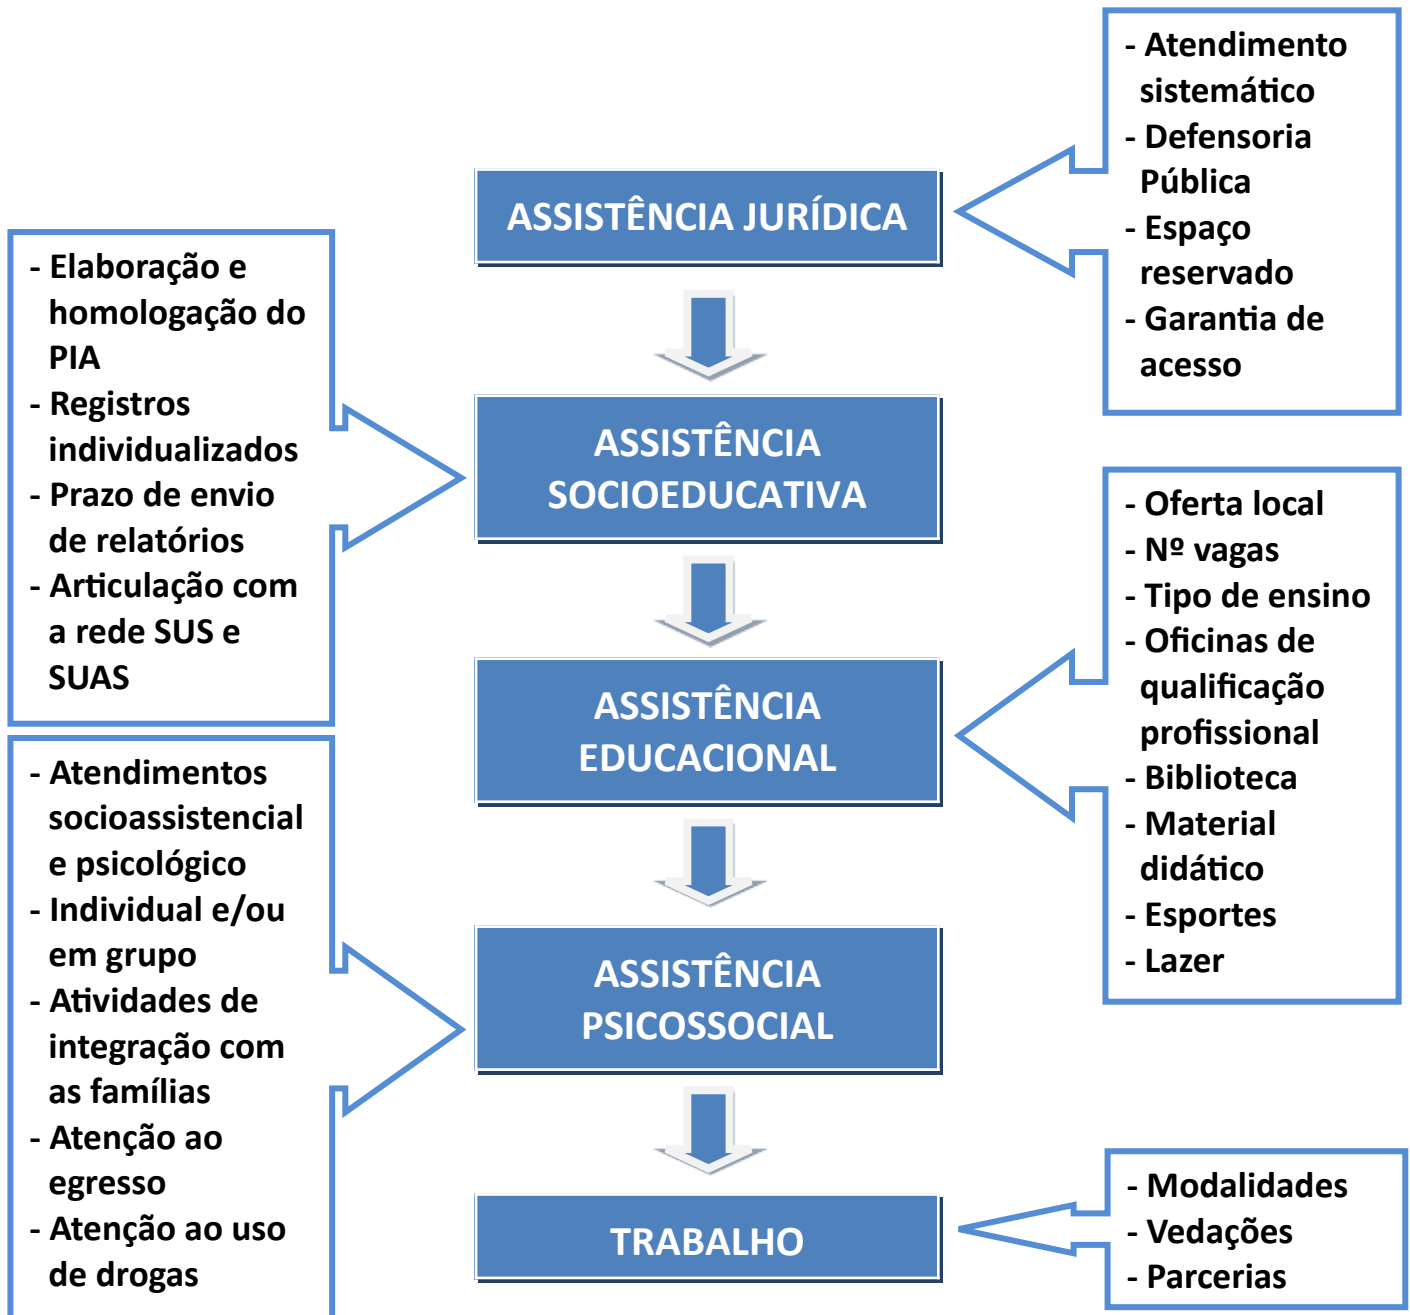 ASSISTÊNCIA JURÍDICA
- Atendimento
sistemático
- Defensoria
Pública
- Espaço
reservado
- Garantia de
acesso
- Elaboração e
homologação do
PIA
- Registros
individualizados
- Prazo de envio
de relatórios
- Articulação com
a rede SUS e
SUAS
ASSISTÊNCIA
SOCIOEDUCATIVA
ASSISTÊNCIA
EDUCACIONAL
- Oferta local
- Nº vagas
- Tipo de ensino
- Oficinas de
qualificação
profissional
- Biblioteca
- Material
didático
- Esportes
- Lazer
- Atendimentos
socioassistencial
e psicológico
- Individual e/ou
em grupo
- Atividades de
integração com
as famílias
- Atenção ao
egresso
- Atenção ao uso
de drogas
ASSISTÊNCIA
PSICOSSOCIAL
TRABALHO
- Modalidades
- Vedações
- Parcerias